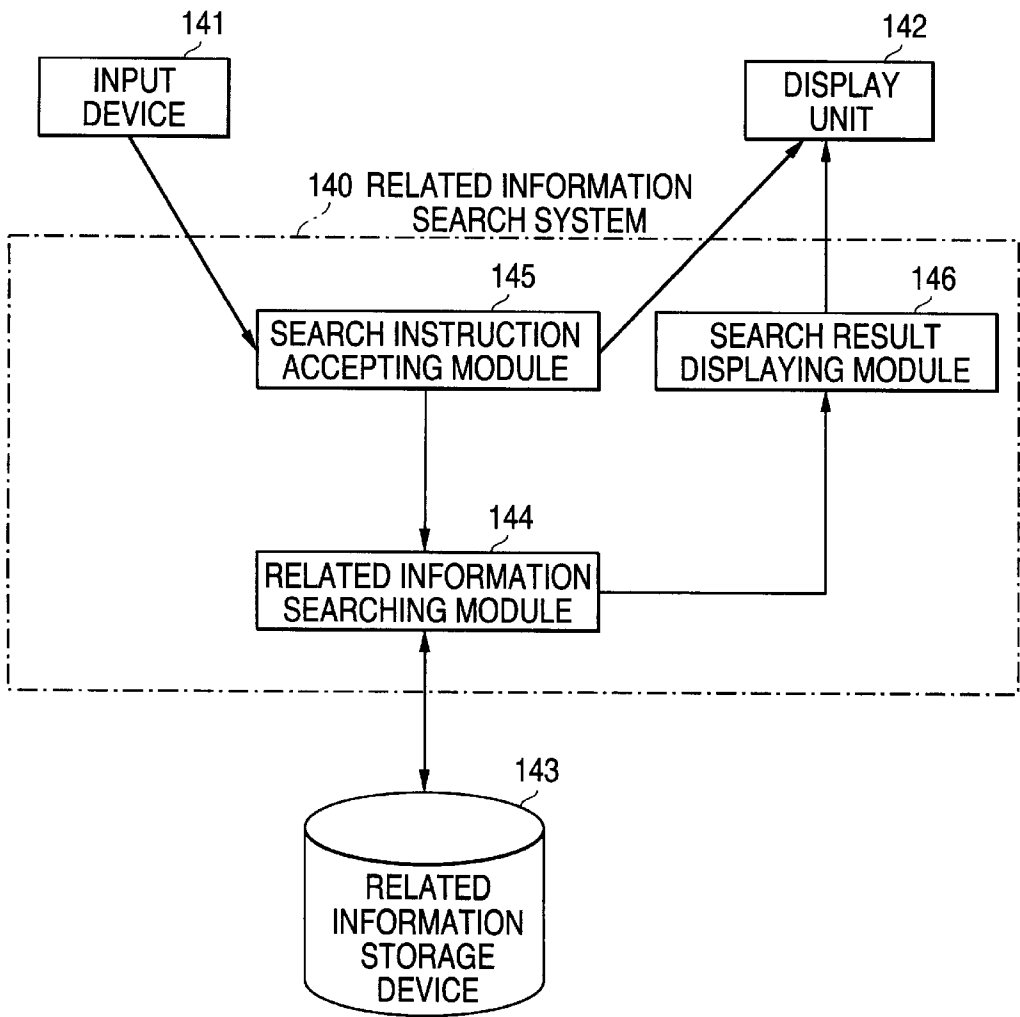 141
INPUT
DEVICE
142
DISPLAY
UNIT
140 RELATED INFORMATION
SEARCH SYSTEM
145
SEARCH INSTRUCTION
ACCEPTING MODULE
146
SEARCH RESULT
DISPLAYING MODULE
144
RELATED INFORMATION
SEARCHING MODULE
143
RELATED
INFORMATION
STORAGE
DEVICE